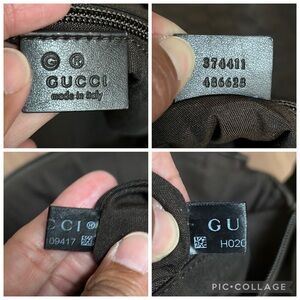 G ®
GUCCI
made in Italy
374411
486628
CCI ®
09417
GU
H020
PIC•COLLAGE